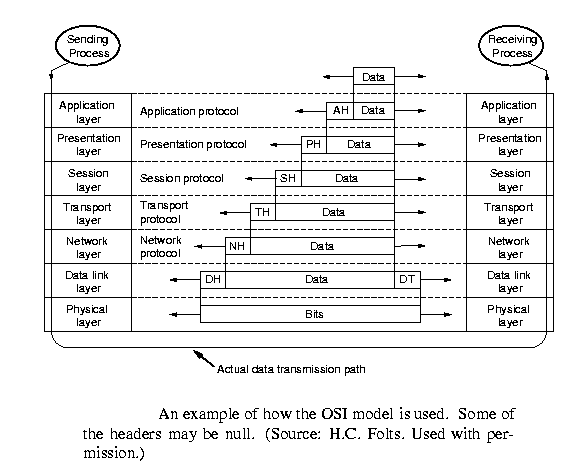 Sending
Process
Receiving
Process
Data
Application
layer
Application protocol
AH
Data
Application
layer
Presentation
layer
Presentation protocol
PH
Data
Presentation
layer
Session
layer
Session protocol
SH
Data
Session
layer
Transport
layer
Transport
protocol
TH
Data
Transport
layer
Network
layer
Network
protocol
NH
Data
Network
layer
Data link
layer
DH
Data
DT
Data link
layer
Physical
layer
Bits
Physical
layer
Actual data transmission path
An example of how the OSI model is used. Some of
the headers may be null. (Source: H.C. Folts. Used with per-
mission.)